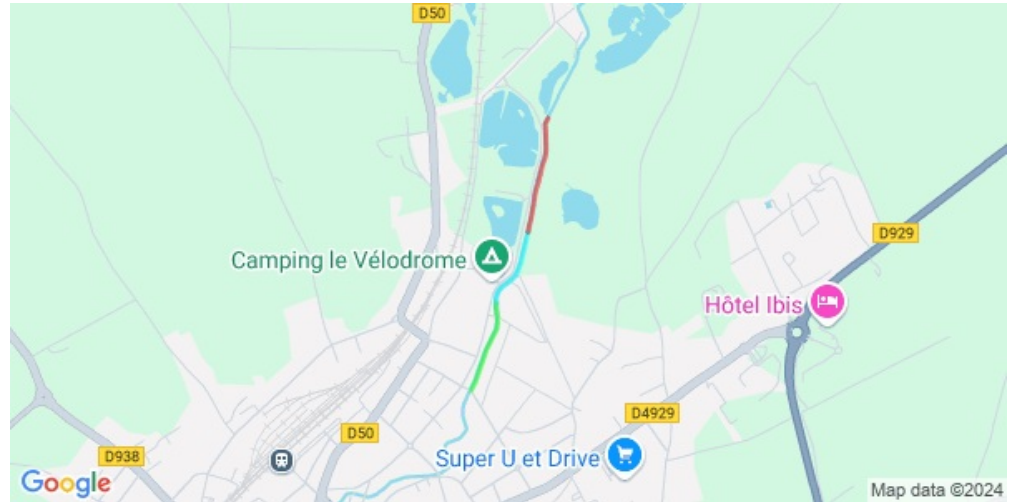 D50
D929
Camping le Vélodrome
Hôtel Ibis
D4929
D50
D938
Super U et Drive
Google
Map data ©2024